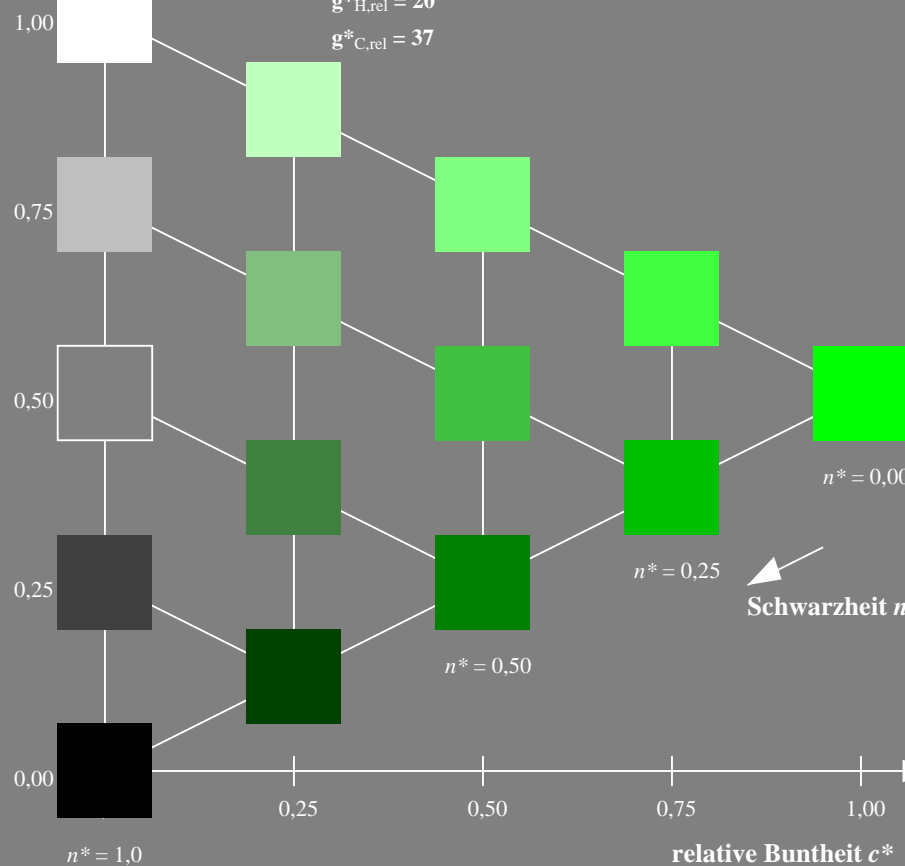 g*H,rel = 20
1,00
g*C,rel = 37
0,75
0,50
n* = 0,00
n* = 0,25
0,25
Schwarzheit n
n* = 0,50
0,00
0,25
0,50
0,75
1,00
n* = 1,0
relative Buntheit c*